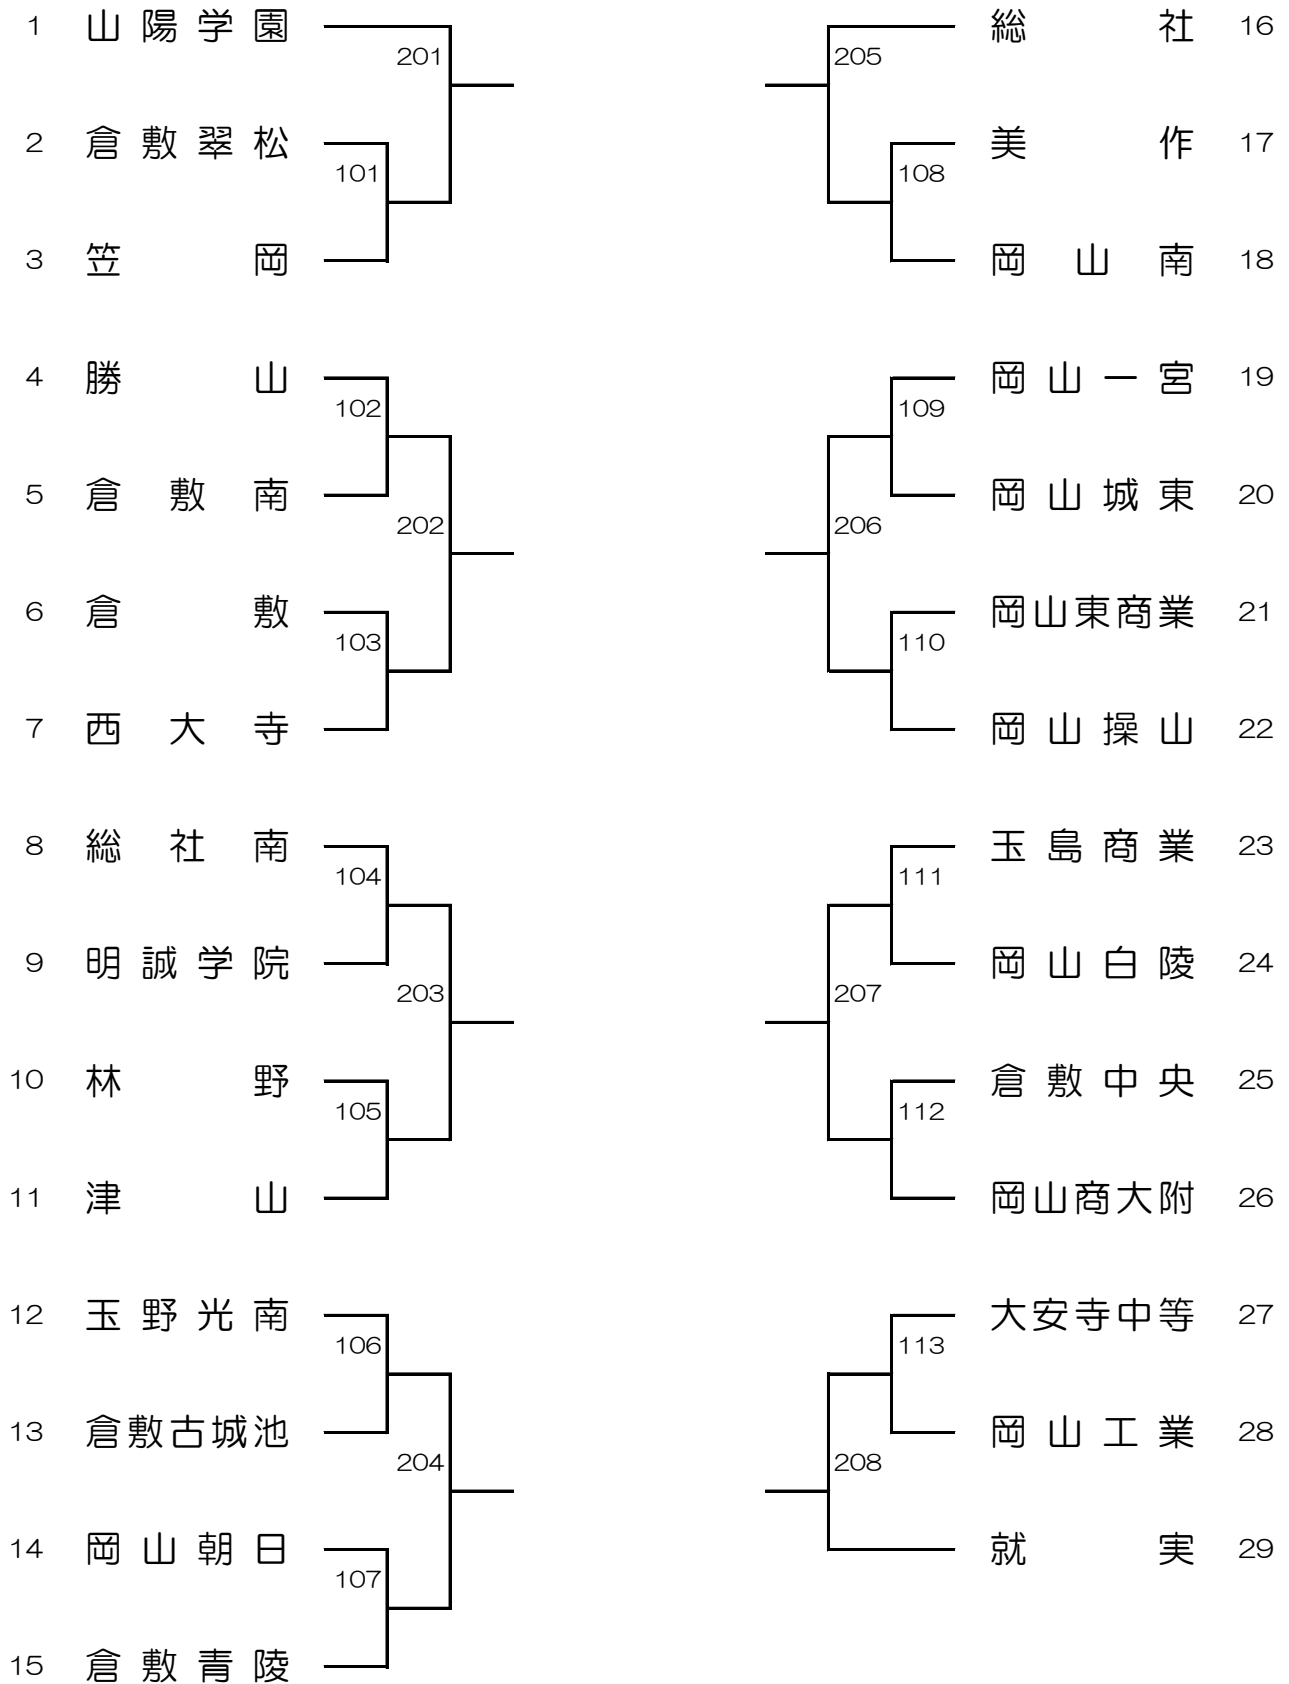 1 山陽学園
201
2 倉敷翠松
101
3 笠岡
4 勝山
102
5 倉敷南
202
6 倉敷
103
7 西大寺
8 総社南
104
9 明誠学院
203
10 林野
105
11 津山
12 玉野光南
106
13 倉敷古城池
204
14 岡山朝日
107
15 倉敷青陵
総社 16
205
美作 17
108
岡山南 18
岡山一宮 19
109
岡山城東 20
206
岡山東商業 21
110
岡山操山 22
玉島商業 23
111
岡山白陵 24
207
倉敷中央 25
112
岡山商大附 26
大安寺中等 27
113
岡山工業 28
208
就実 29